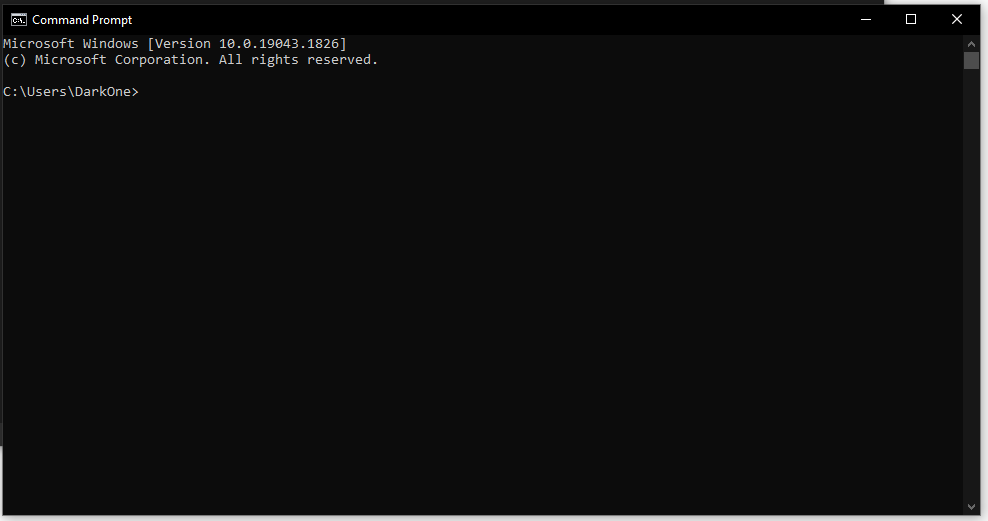 Command Prompt
Microsoft Windows [Version 10.0.19043.1826]
(c) Microsoft Corporation. All rights reserved.
C:\Users\DarkOne>